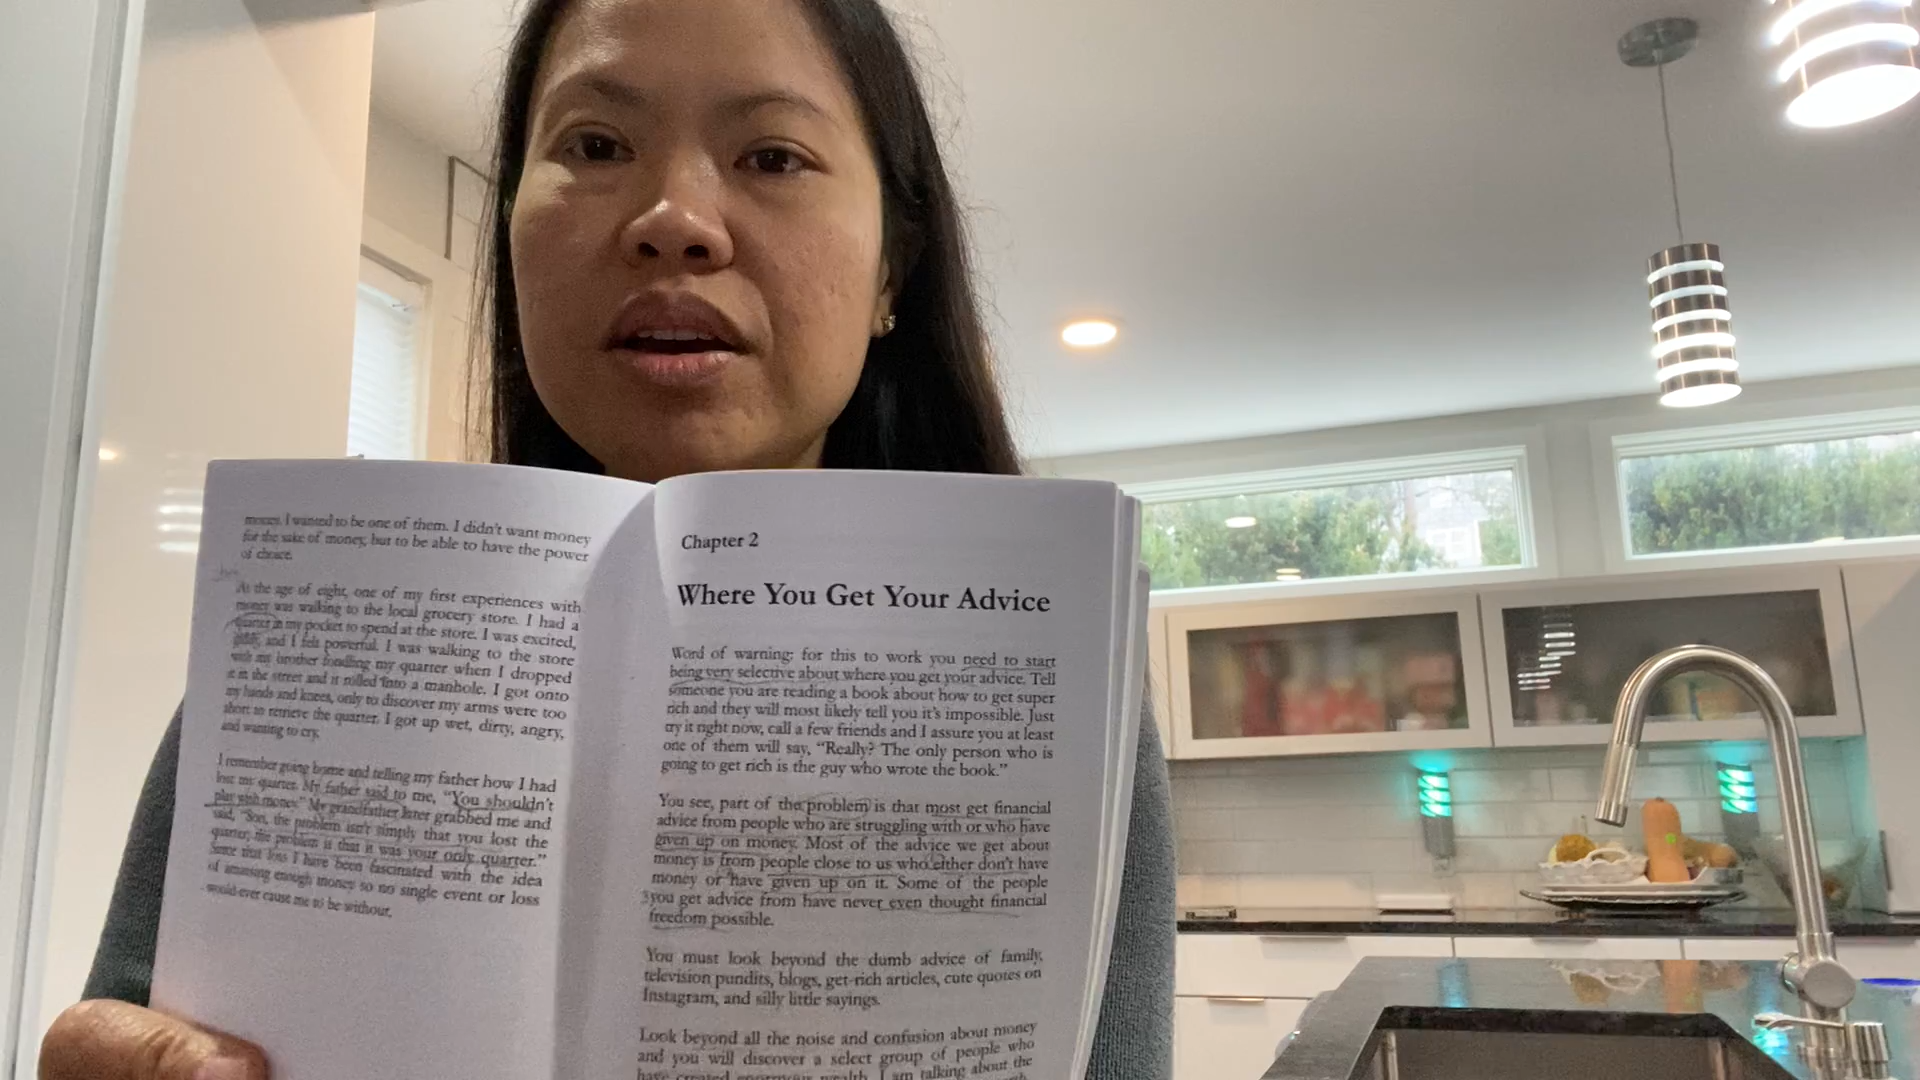 money. I wanted to be one of them. I didn't want money
for the sake of money, but to be able to have the power
of choice.
At the age of eight, one of my first experiences with
money was walking to the local grocery store. I had a
quarter in my pocket to spend at the store. I was excited,
giddy, and I felt powerful. I was walking to the store
with my brother fondling my quarter when I dropped
it in the street and it rolled into a manhole. I got onto
my hands and knees, only to discover my arms were too
short to retrieve the quarter. I got up wet, dirty, angry,
and wanting to cry.
I remember going home and telling my father how I had
lost my quarter. My father said to me, "You shouldn't
play with money." My grandfather later grabbed me and
said, "Son, the problem isn't simply that you lost the
quarter; the problem is that it was your only quarter."
Since that loss I have been fascinated with the idea
of amassing enough money so no single event or loss
would ever cause me to be without.
Chapter 2
Where You Get Your Advice
Word of warning: for this to work you need to start
being very selective about where you get your advice. Tell
someone you are reading a book about how to get super
rich and they will most likely tell you it's impossible. Just
try it right now, call a few friends and I assure you at least
one of them will say, "Really? The only person who is
going to get rich is the guy who wrote the book."
You see, part of the problem is that most get financial
advice from people who are struggling with or who have
given up on money. Most of the advice we get about
money is from people close to us who either don't have
money or have given up on it. Some of the people
you get advice from have never even thought financial
freedom possible.
You must look beyond the dumb advice of family,
television pundits, blogs, get-rich articles, cute quotes on
Instagram, and silly little sayings.
Look beyond all the noise and confusion about money
and you will discover a select group of people who
have created enormous wealth. I am talking about the